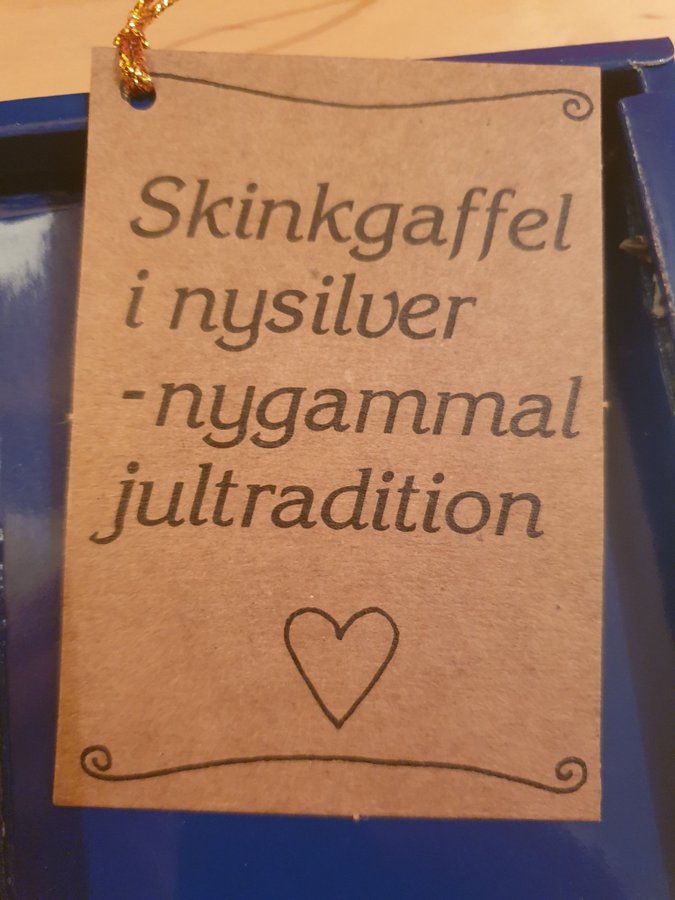 Skinkgaffel
i nysilver
-nygammal
jultradition